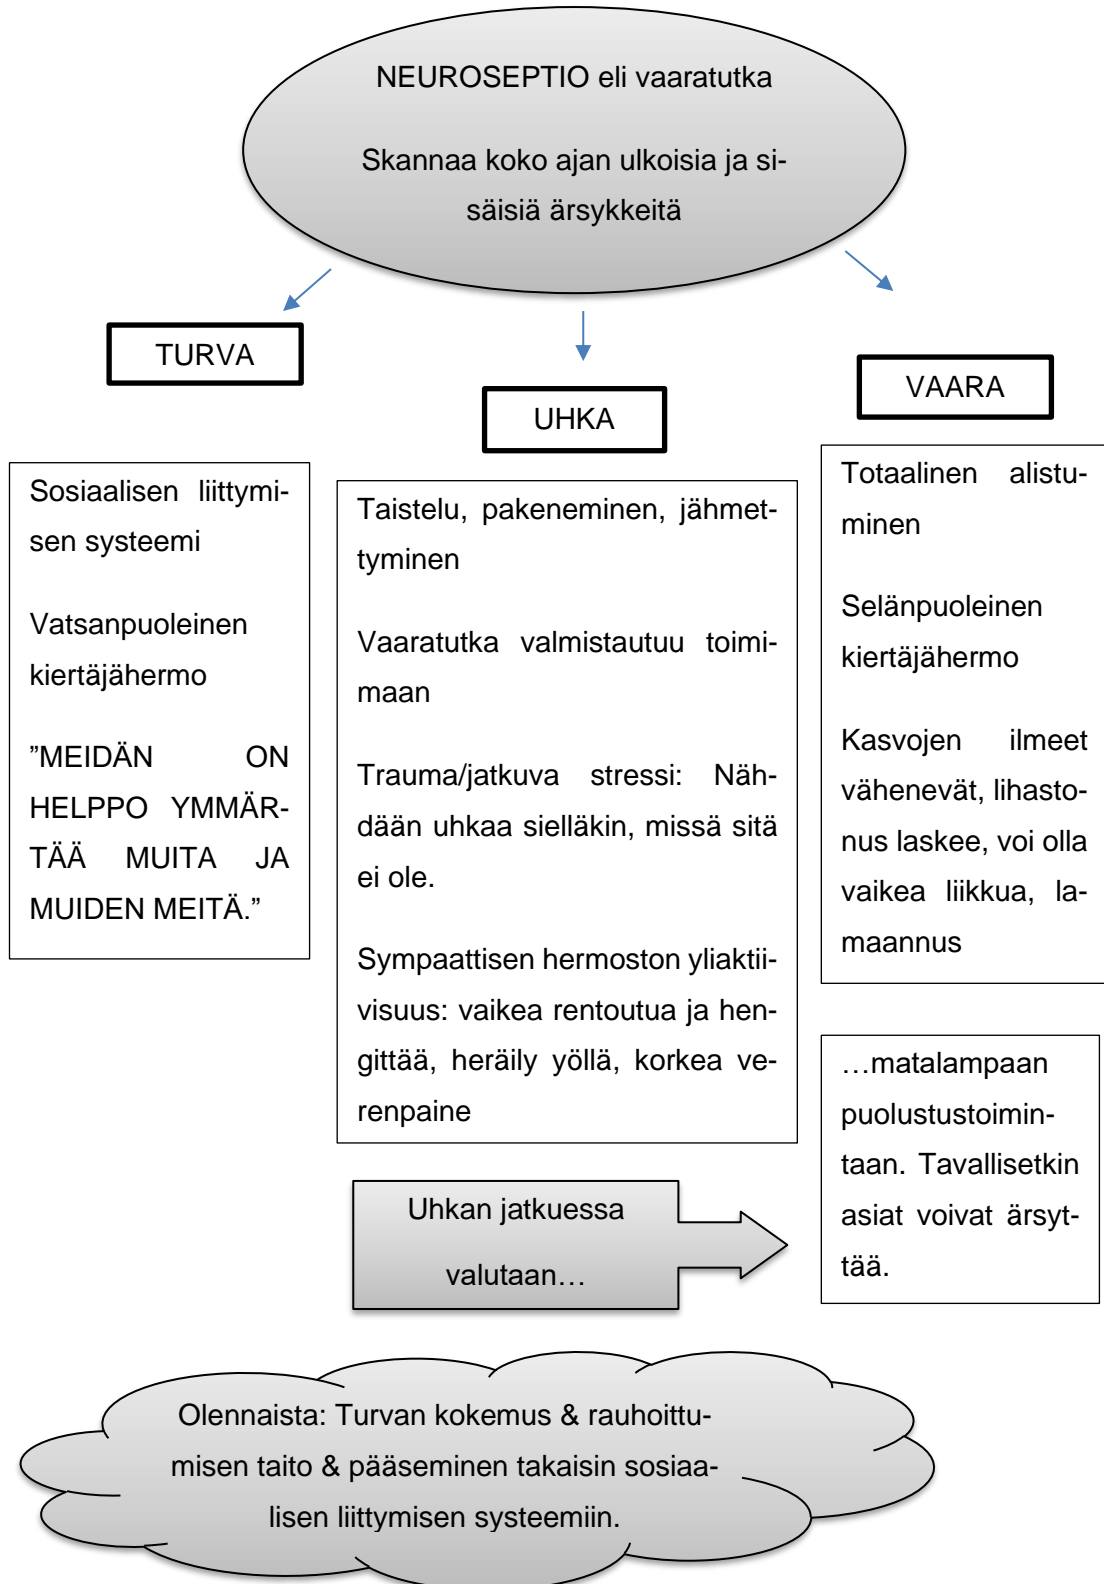 NEUROSEPTIO eli vaaratutka
Skannaa koko ajan ulkoisia ja si-
säisiä ärsykkeitä
TURVA
UHKA
VAARA
Sosiaalisen liittymi-
sen systeemi
Vatsanpuoleinen
kiertäjähermo
”MEIDÄN ON
HELPPO YMMÄR-
TÄÄ MUITA JA
MUIDEN MEITÄ.”
Taistelu, pakeneminen, jähmet-
tyminen
Vaaratutka valmistautuu toimi-
maan
Trauma/jatkuva stressi: Näh-
dään uhkaa sielläkin, missä sitä
ei ole.
Sympaattisen hermoston yliaktii-
visuus: vaikea rentoutua ja hen-
gittää, heräily yöllä, korkea ve-
renpaine
Totaalinen alistu-
minen
Selänpuoleinen
kiertäjähermo
Kasvojen ilmeet
vähenevät, lihasto-
nus laskee, voi olla
vaikea liikkua, la-
maannus
Uhkan jatkuessa
valutaan…
…matalampaan
puolustustoimin-
taan. Tavallisetkin
asiat voivat ärsyt-
tää.
Olennaista: Turvan kokemus & rauhoittu-
misen taito & pääseminen takaisin sosiaa-
lisen liittymisen systeemiin.